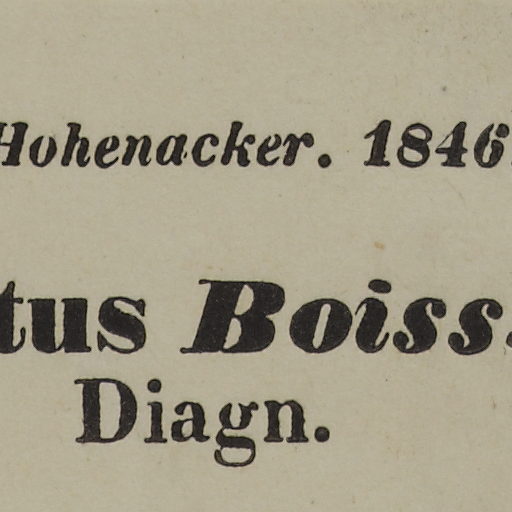 Hohenacker. 1846
tus Boiss.
Diagn.